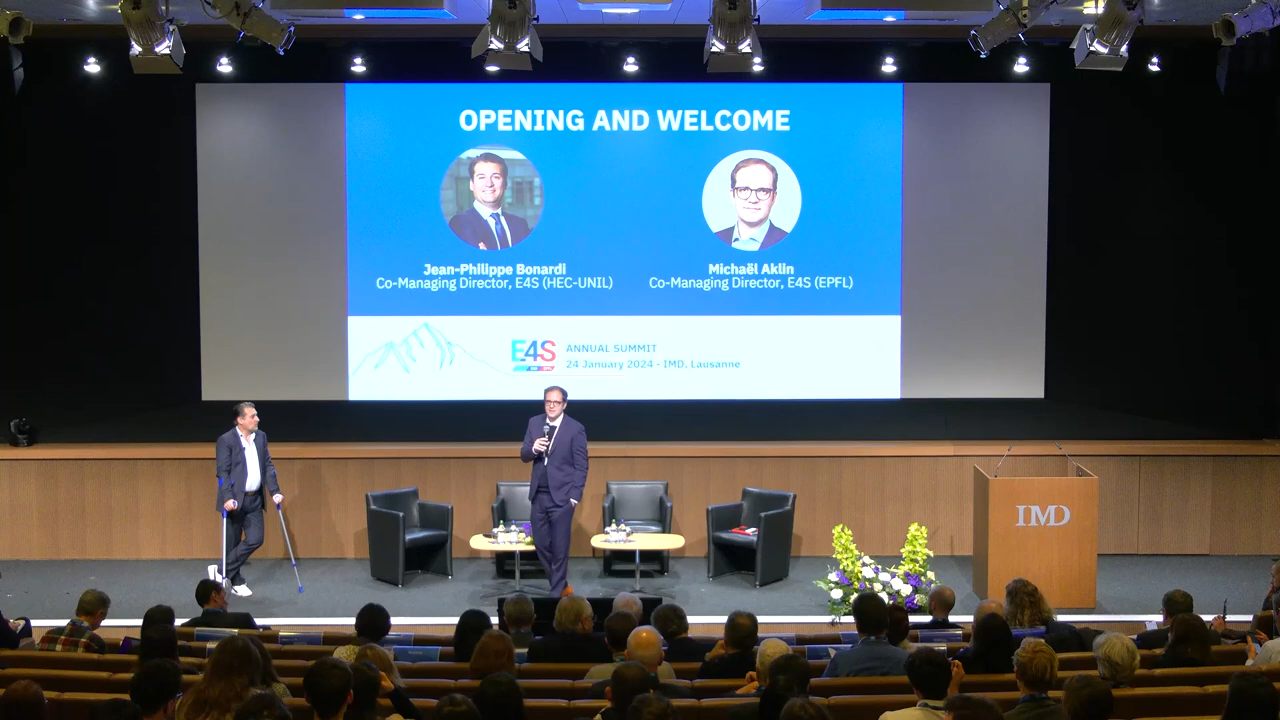 OPENING AND WELCOME
Jean-Philippe Bonardi
Co-Managing Director, E4S (HEC-UNIL)
Michaël Aklin
Co-Managing Director, E4S (EPFL)
E4S
ANNUAL SUMMIT
24 January 2024 - IMD, Lausanne
IMD